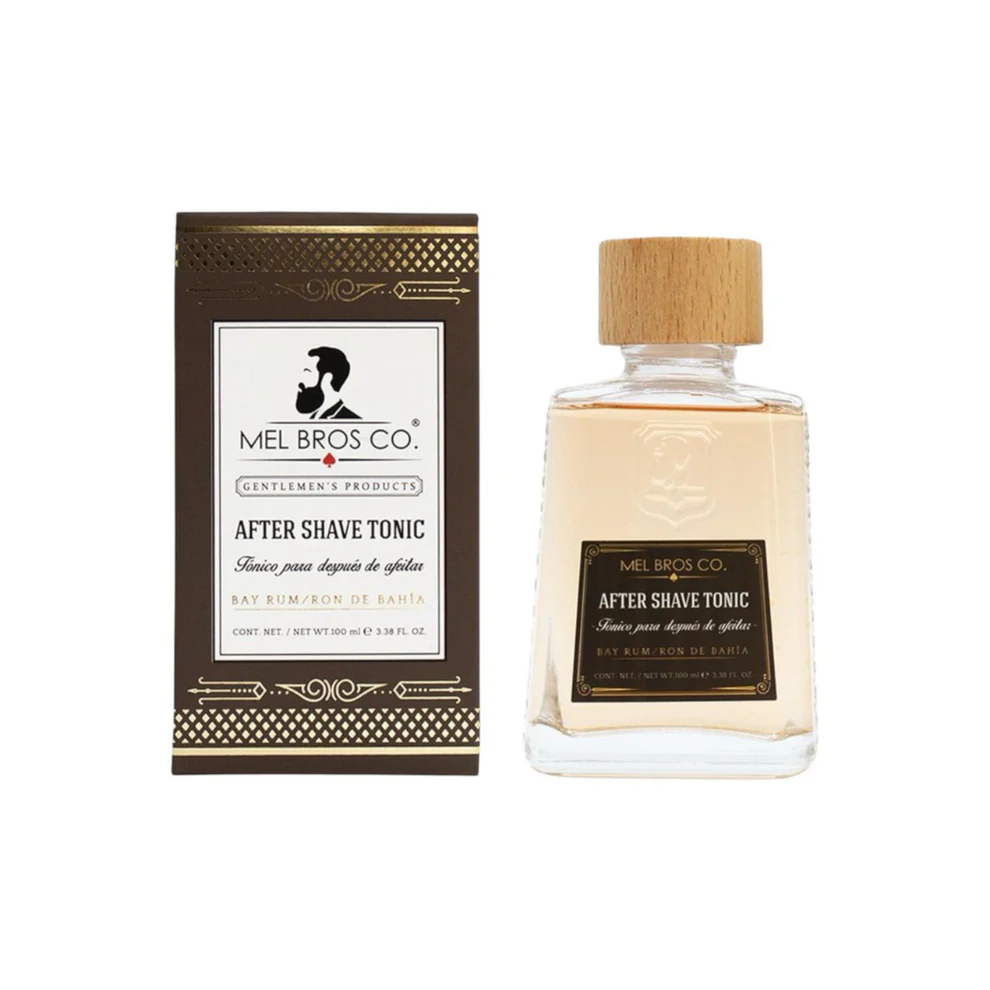 MEL BROS CO.®
GENTLEMEN'S PRODUCTS
AFTER SHAVE TONIC
Tónico para después de afeitar
BAY RUM/RON DE BAHÍA
CONT. NET. / NET WT.100 ml ℮ 3.38 FL. OZ.
MEL BROS CO.
AFTER SHAVE TONIC
-Tónico para después de afeitar-
BAY RUM/RON DE BAHÍA
CONT. NET. / NET WT.100 ml ℮ 3.38 FL. OZ.